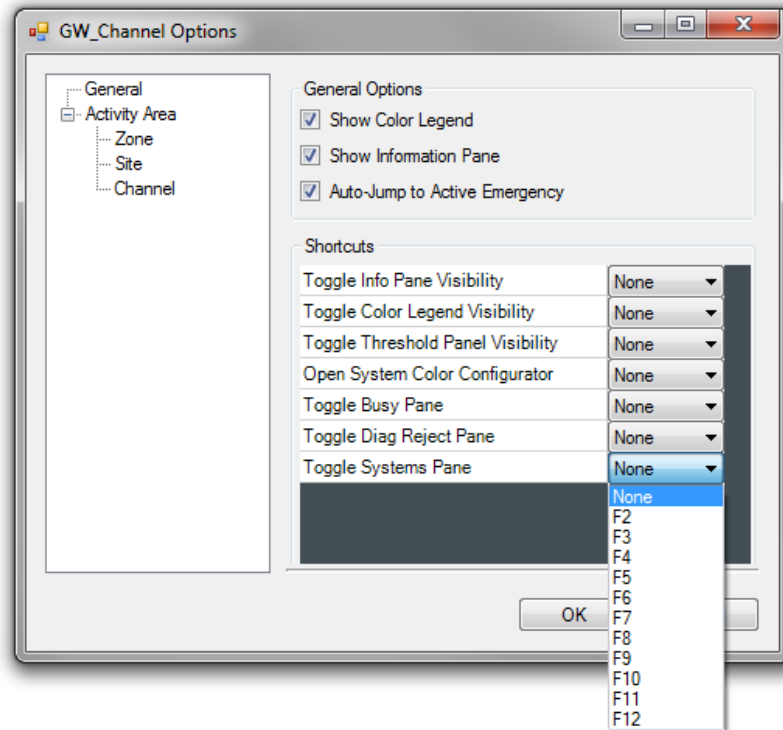 GW_Channel Options
General
Activity Area
Zone
Site
Channel
General Options
Show Color Legend
Show Information Pane
Auto-Jump to Active Emergency
Shortcuts
Toggle Info Pane Visibility None
Toggle Color Legend Visibility None
Toggle Threshold Panel Visibility None
Open System Color Configurator None
Toggle Busy Pane None
Toggle Diag Reject Pane None
Toggle Systems Pane None
None
F2
F3
F4
F5
F6
F7
F8
F9
F10
F11
F12
OK